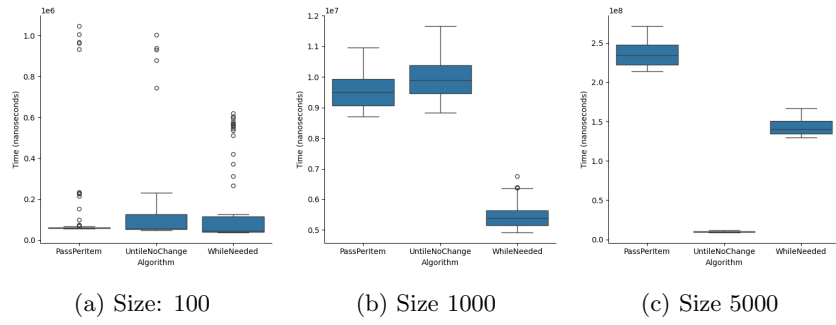 1e6
1.0
0.8
0.6
0.4
0.2
0.0
Time (nanoseconds)
PassPerItem UntileNoChange WhileNeeded
Algorithm
(a) Size: 100
1e7
1.2
1.1
1.0
0.9
0.8
0.7
0.6
0.5
Time (nanoseconds)
PassPerItem UntileNoChange WhileNeeded
Algorithm
(b) Size 1000
1e8
2.5
2.0
1.5
1.0
0.5
0.0
Time (nanoseconds)
PassPerItem UntileNoChange WhileNeeded
Algorithm
(c) Size 5000